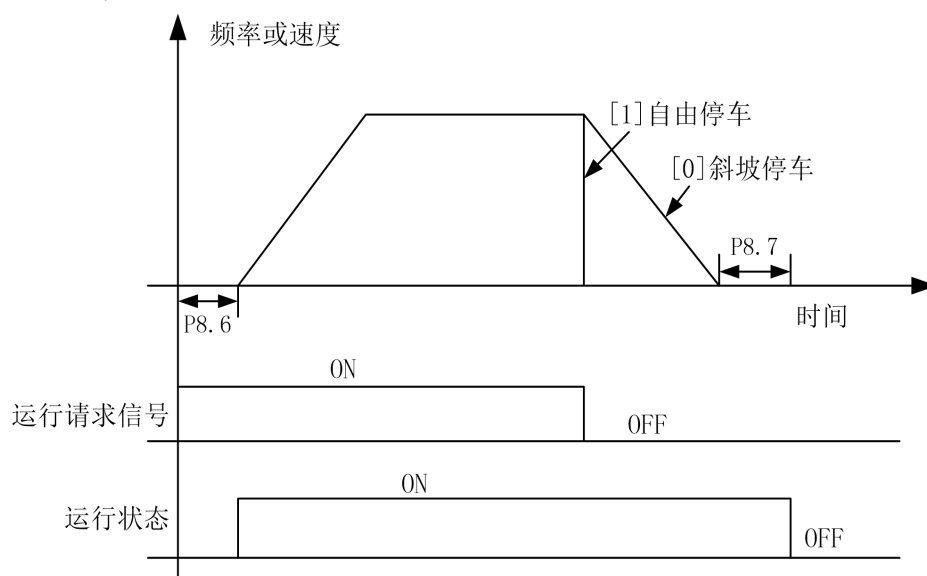 频率或速度
[1]自由停车
[0]斜坡停车
P8.7
P8.6
时间
ON
运行请求信号
OFF
ON
运行状态
OFF